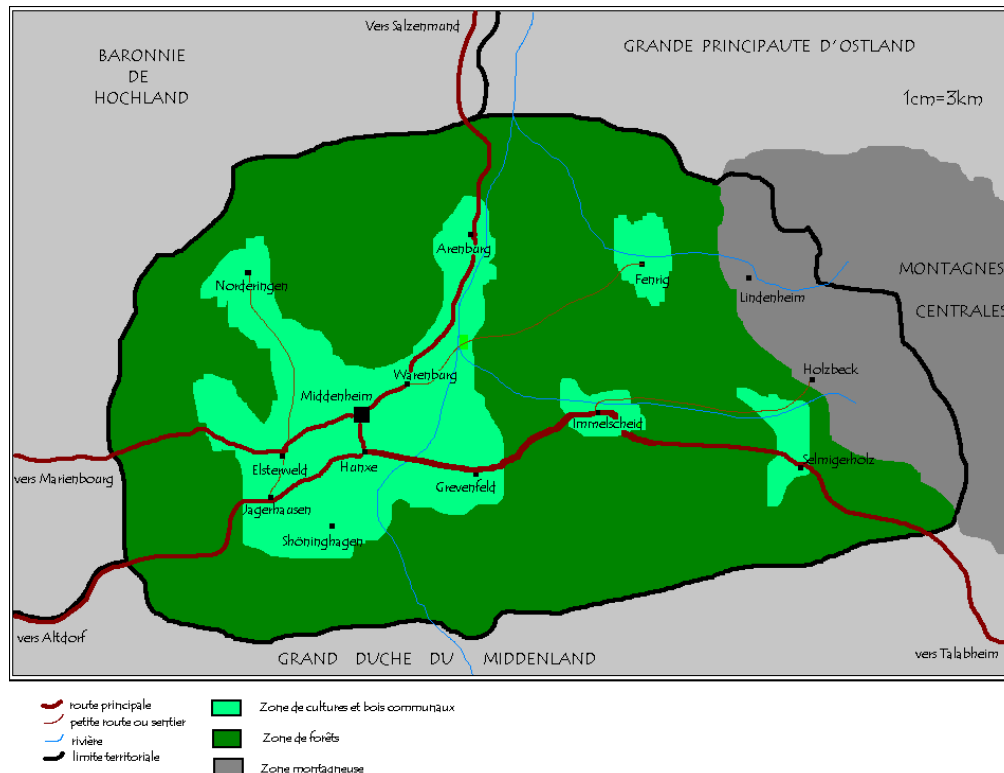 Vers Salzenmund
BARONNIE
DE
HOCHLAND
GRANDE PRINCIPAUTE D'OSTLAND
1cm=3km
Arenburg
Norderingen
Fenrig
Lindenheim
MONTAGNES
CENTRALES
Warenburg
Holzbeck
Middenheim
Immelscheid
Elsterweld
Hunxe
Selmigerholz
vers Marienbourg
Grevenfeld
Jagerhausen
Shöninghagen
vers Altdorf
GRAND DUCHE DU MIDDENLAND
vers Talabheim
route principale
petite route ou sentier
rivière
limite territoriale
Zone de cultures et bois communaux
Zone de forêts
Zone montagneuse